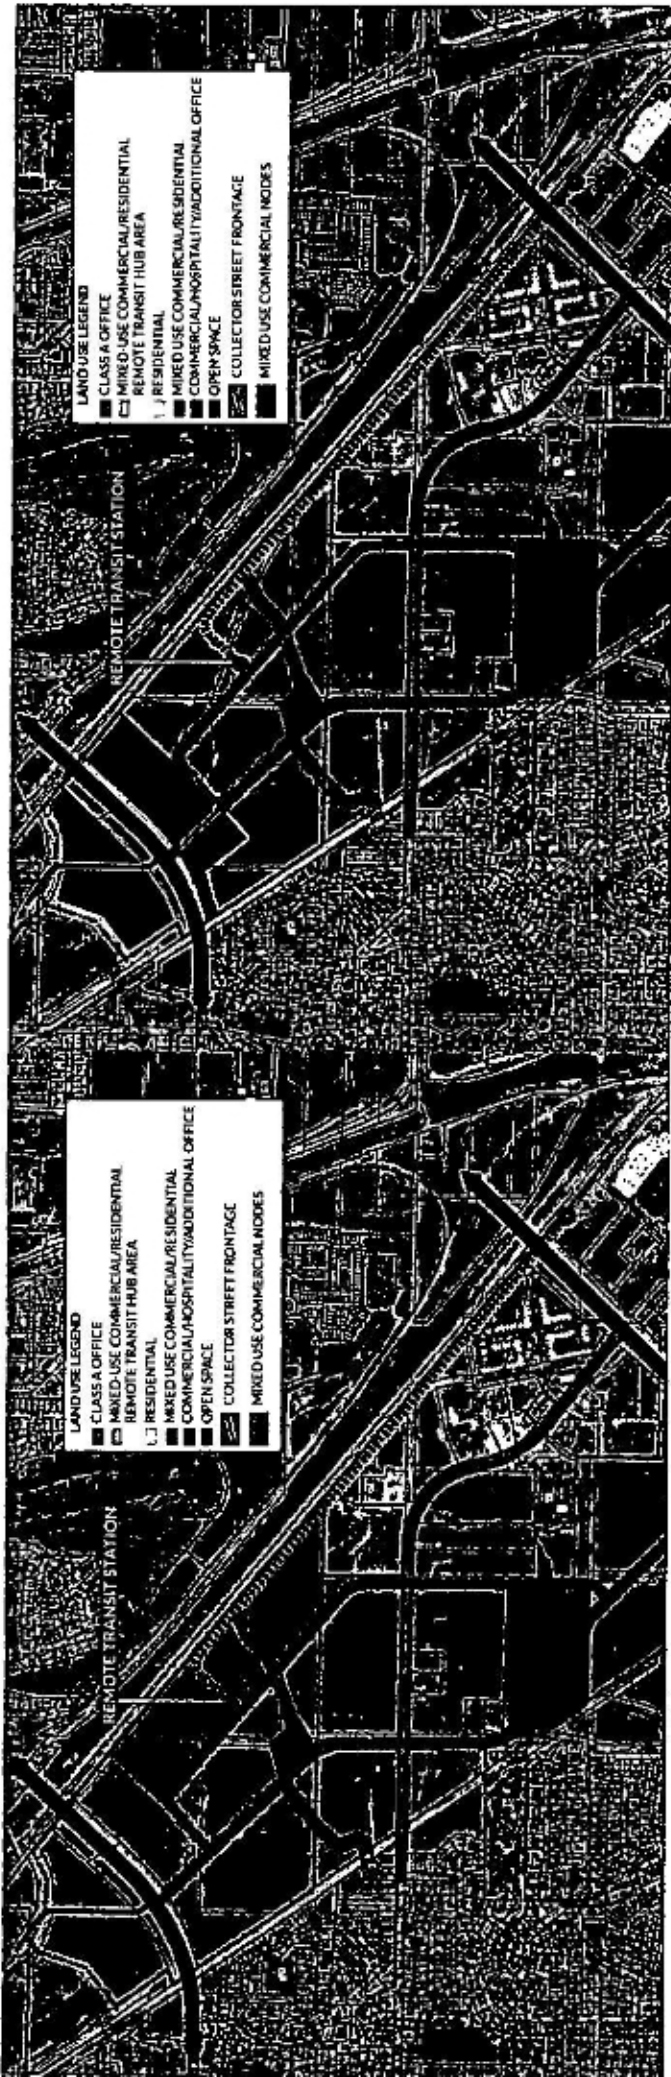 LAND USE LEGEND
CLASS A OFFICE
MIXED-USE COMMERCIAL/RESIDENTIAL
REMOTE TRANSIT HUB AREA
RESIDENTIAL
MIXED USE COMMERCIAL/RESIDENTIAL
COMMERCIAL/HOSPITALITY/ADDITIONAL OFFICE
OPEN SPACE
COLLECTOR STREET FRONTAGE
MIXED USE COMMERCIAL NODES
REMOTE TRANSIT STATION
LAND USE LEGEND
CLASS A OFFICE
MIXED-USE COMMERCIAL/RESIDENTIAL
REMOTE TRANSIT HUB AREA
RESIDENTIAL
MIXED USE COMMERCIAL/RESIDENTIAL
COMMERCIAL/HOSPITALITY/ADDITIONAL OFFICE
OPEN SPACE
COLLECTOR STREET FRONTAGE
MIXED USE COMMERCIAL NODES
REMOTE TRANSIT STATION